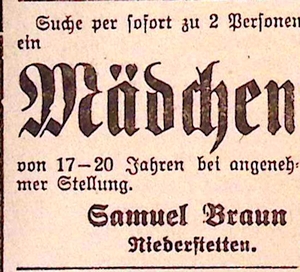 Suche per sofort zu 2 Personen
ein
Mädchen
von 17—20 Jahren bei angeneh-
mer Stellung.
Samuel Braun
Niederstetten.